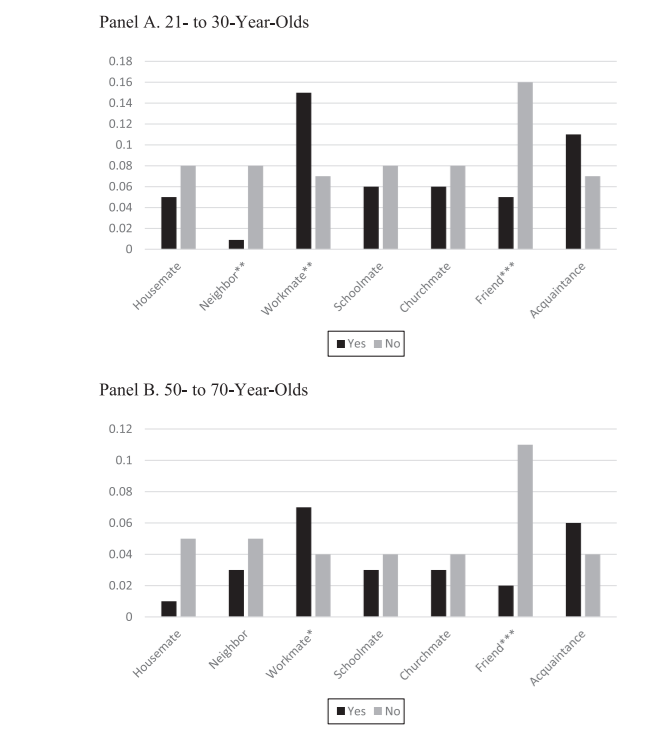 Panel A. 21- to 30-Year-Olds
0.18
0.16
0.14
0.12
0.1
0.08
0.06
0.04
0.02
0
Housemate
Neighbor**
Workmate**
Schoolmate
Churchmate
Friend***
Acquaintance
Yes No
Panel B. 50- to 70-Year-Olds
0.12
0.1
0.08
0.06
0.04
0.02
0
Housemate
Neighbor
Workmate*
Schoolmate
Churchmate
Friend***
Acquaintance
Yes No